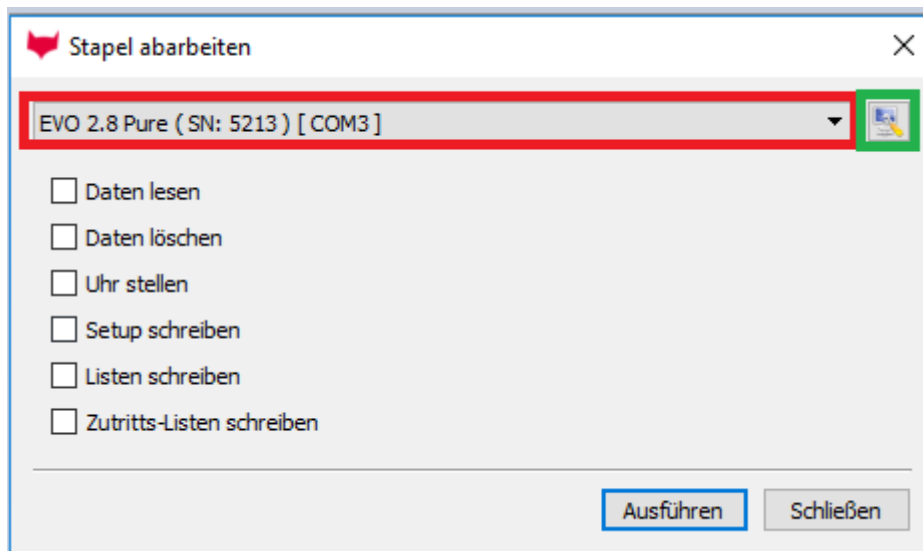 Stapel abarbeiten
EVO 2.8 Pure ( SN: 5213 ) [ COM3 ]
Daten lesen
Daten löschen
Uhr stellen
Setup schreiben
Listen schreiben
Zutritts-Listen schreiben
Ausführen Schließen